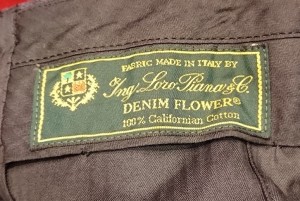 FABRIC MADE IN ITALY BY
Ing. Loro Piana & C.
DENIM FLOWER®
100% Californian Cotton